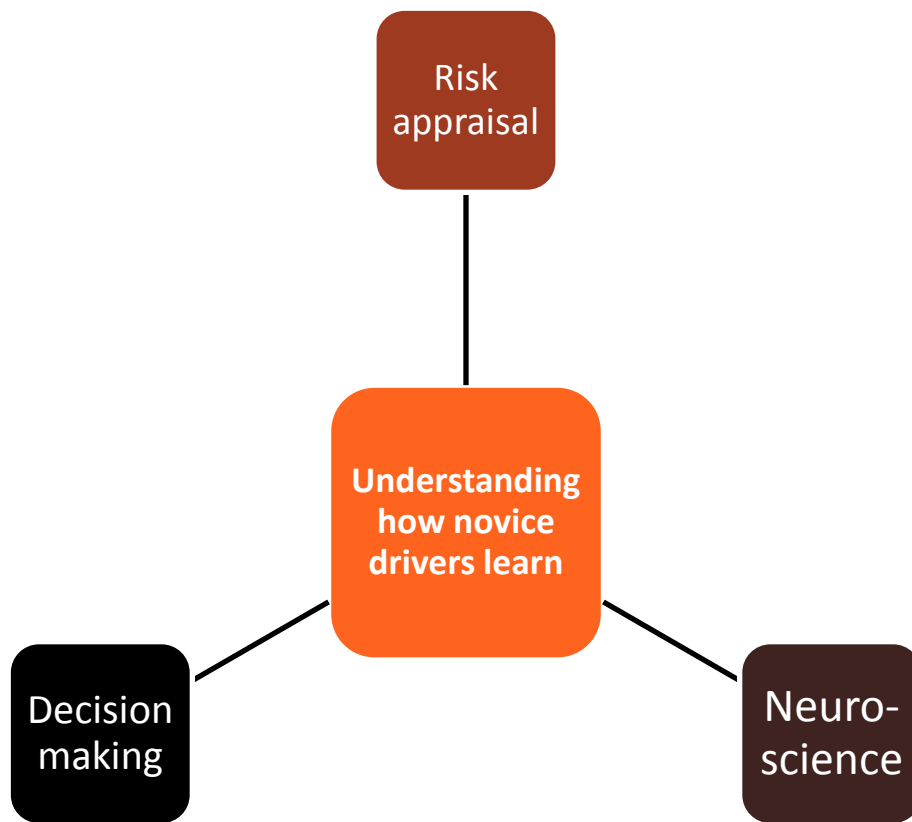 Risk
appraisal
Understanding
how novice
drivers learn
Decision
making
Neuro-
science